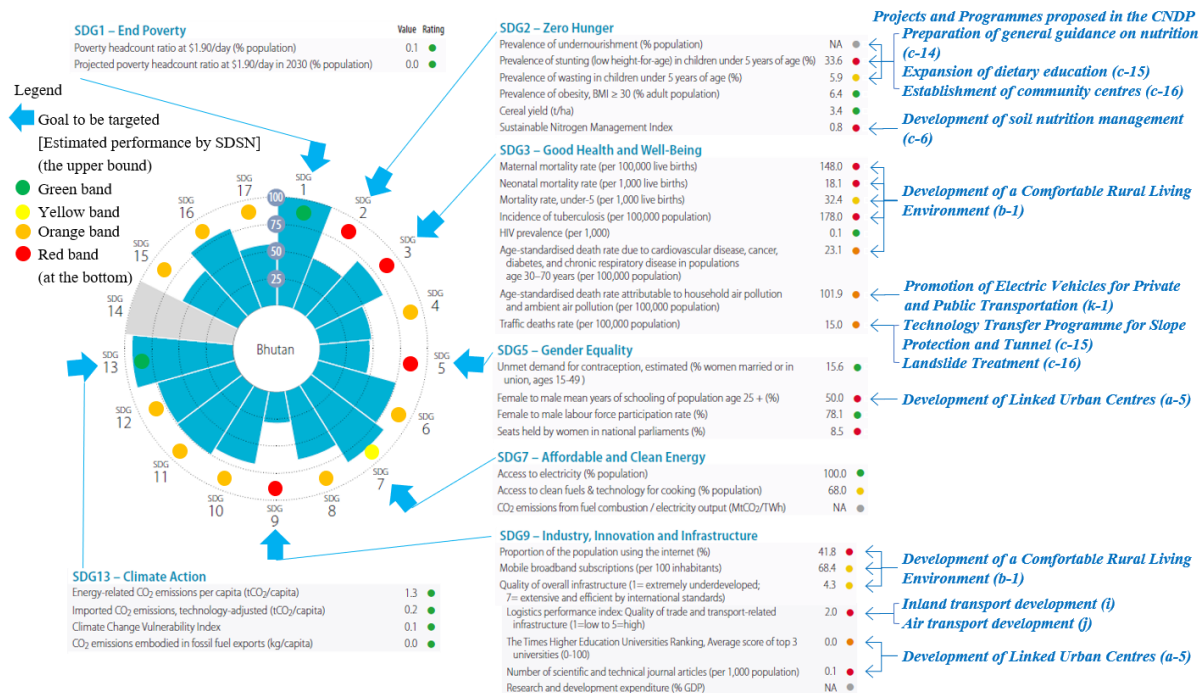 SDG1 – End Poverty Value Rating
Poverty headcount ratio at $1.90/day (% population) 0.1
Projected poverty headcount ratio at $1.90/day in 2030 (% population) 0.0
Legend
Goal to be targeted
[Estimated performance by SDSN]
(the upper bound)
Green band
Yellow band
Orange band
Red band
(at the bottom)
SDG 1
SDG 2
SDG 3
SDG 4
SDG 5
SDG 6
SDG 7
SDG 8
SDG 9
SDG 10
SDG 11
SDG 12
SDG 13
SDG 14
SDG 15
SDG 16
SDG 17
100
75
50
25
Bhutan
SDG13 – Climate Action
Energy-related CO2 emissions per capita (tCO2/capita) 1.3
Imported CO2 emissions, technology-adjusted (tCO2/capita) 0.2
Climate Change Vulnerability Index 0.1
CO2 emissions embodied in fossil fuel exports (kg/capita) 0.0
SDG2 – Zero Hunger
Prevalence of undernourishment (% population) NA
Prevalence of stunting (low height-for-age) in children under 5 years of age (%) 33.6
Prevalence of wasting in children under 5 years of age (%) 5.9
Prevalence of obesity, BMI ≥ 30 (% adult population) 6.4
Cereal yield (t/ha) 3.4
Sustainable Nitrogen Management Index 0.8
SDG3 – Good Health and Well-Being
Maternal mortality rate (per 100,000 live births) 148.0
Neonatal mortality rate (per 1,000 live births) 18.1
Mortality rate, under-5 (per 1,000 live births) 32.4
Incidence of tuberculosis (per 100,000 population) 178.0
HIV prevalence (per 1,000) 0.1
Age-standardised death rate due to cardiovascular disease, cancer, 23.1
diabetes, and chronic respiratory disease in populations
age 30–70 years (per 100,000 population)
Age-standardised death rate attributable to household air pollution 101.9
and ambient air pollution (per 100,000 population)
Traffic deaths rate (per 100,000 population) 15.0
SDG5 – Gender Equality
Unmet demand for contraception, estimated (% women married or in 15.6
union, ages 15-49 )
Female to male mean years of schooling of population age 25 + (%) 50.0
Female to male labour force participation rate (%) 78.1
Seats held by women in national parliaments (%) 8.5
SDG7 – Affordable and Clean Energy
Access to electricity (% population) 100.0
Access to clean fuels & technology for cooking (% population) 68.0
CO2 emissions from fuel combustion / electricity output (MtCO2/TWh) NA
SDG9 – Industry, Innovation and Infrastructure
Proportion of the population using the internet (%) 41.8
Mobile broadband subscriptions (per 100 inhabitants) 68.4
Quality of overall infrastructure (1= extremely underdeveloped; 4.3
7= extensive and efficient by international standards)
Logistics performance index: Quality of trade and transport-related 2.0
infrastructure (1=low to 5=high)
The Times Higher Education Universities Ranking, Average score of top 3 0.0
universities (0-100)
Number of scientific and technical journal articles (per 1,000 population) 0.1
Research and development expenditure (% GDP) NA
Projects and Programmes proposed in the CNDP
Preparation of general guidance on nutrition
(c-14)
Expansion of dietary education (c-15)
Establishment of community centres (c-16)
Development of soil nutrition management
(c-6)
Development of a Comfortable Rural Living
Environment (b-1)
Promotion of Electric Vehicles for Private
and Public Transportation (k-1)
Technology Transfer Programme for Slope
Protection and Tunnel (c-15)
Landslide Treatment (c-16)
Development of Linked Urban Centres (a-5)
Development of a Comfortable Rural Living
Environment (b-1)
Inland transport development (i)
Air transport development (j)
Development of Linked Urban Centres (a-5)